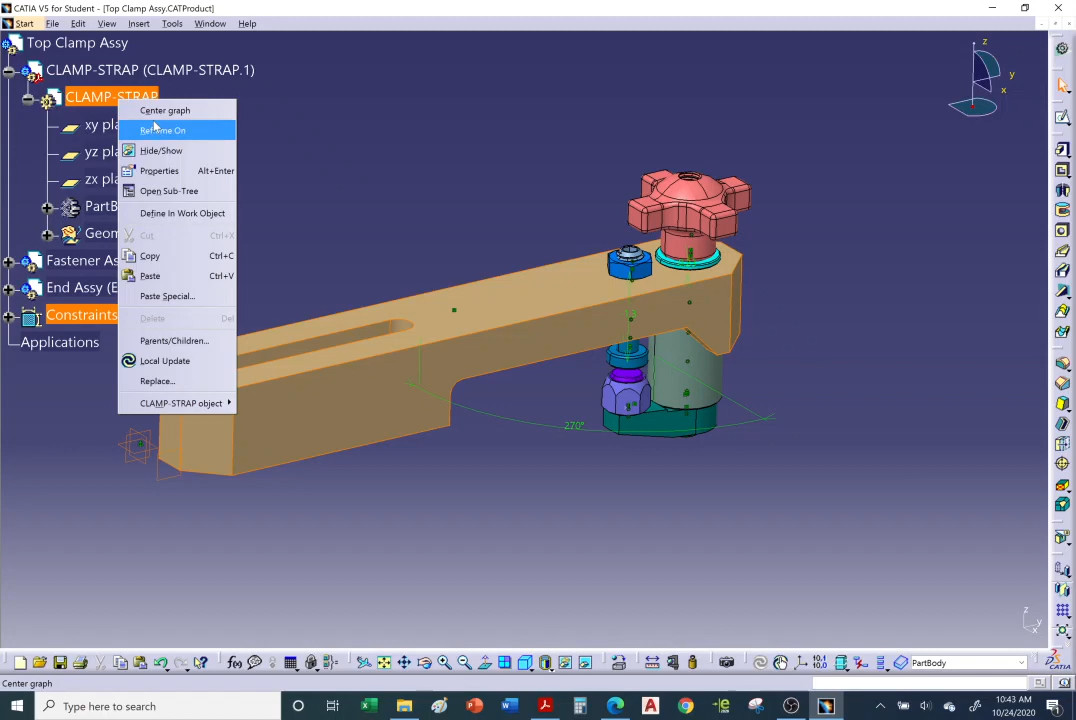 CATIA V5 for Student - [Top Clamp Assy.CATProduct]
Start File Edit View Insert Tools Window Help
Top Clamp Assy
CLAMP-STRAP (CLAMP-STRAP.1)
CLAMP-STRAP
xy pla
yz pla
zx pla
PartB
Geom
Fastener As
End Assy (E
Constraints
Applications
Center graph
Reframe On
Hide/Show
Properties Alt+Enter
Open Sub-Tree
Define In Work Object
Cut Ctrl+X
Copy Ctrl+C
Paste Ctrl+V
Paste Special...
Delete Del
Parents/Children...
Local Update
Replace...
CLAMP-STRAP object
270°
z
y
x
z
y
x
PartBody
CATIA
Center graph
Type here to search
10:43 AM
10/24/2020